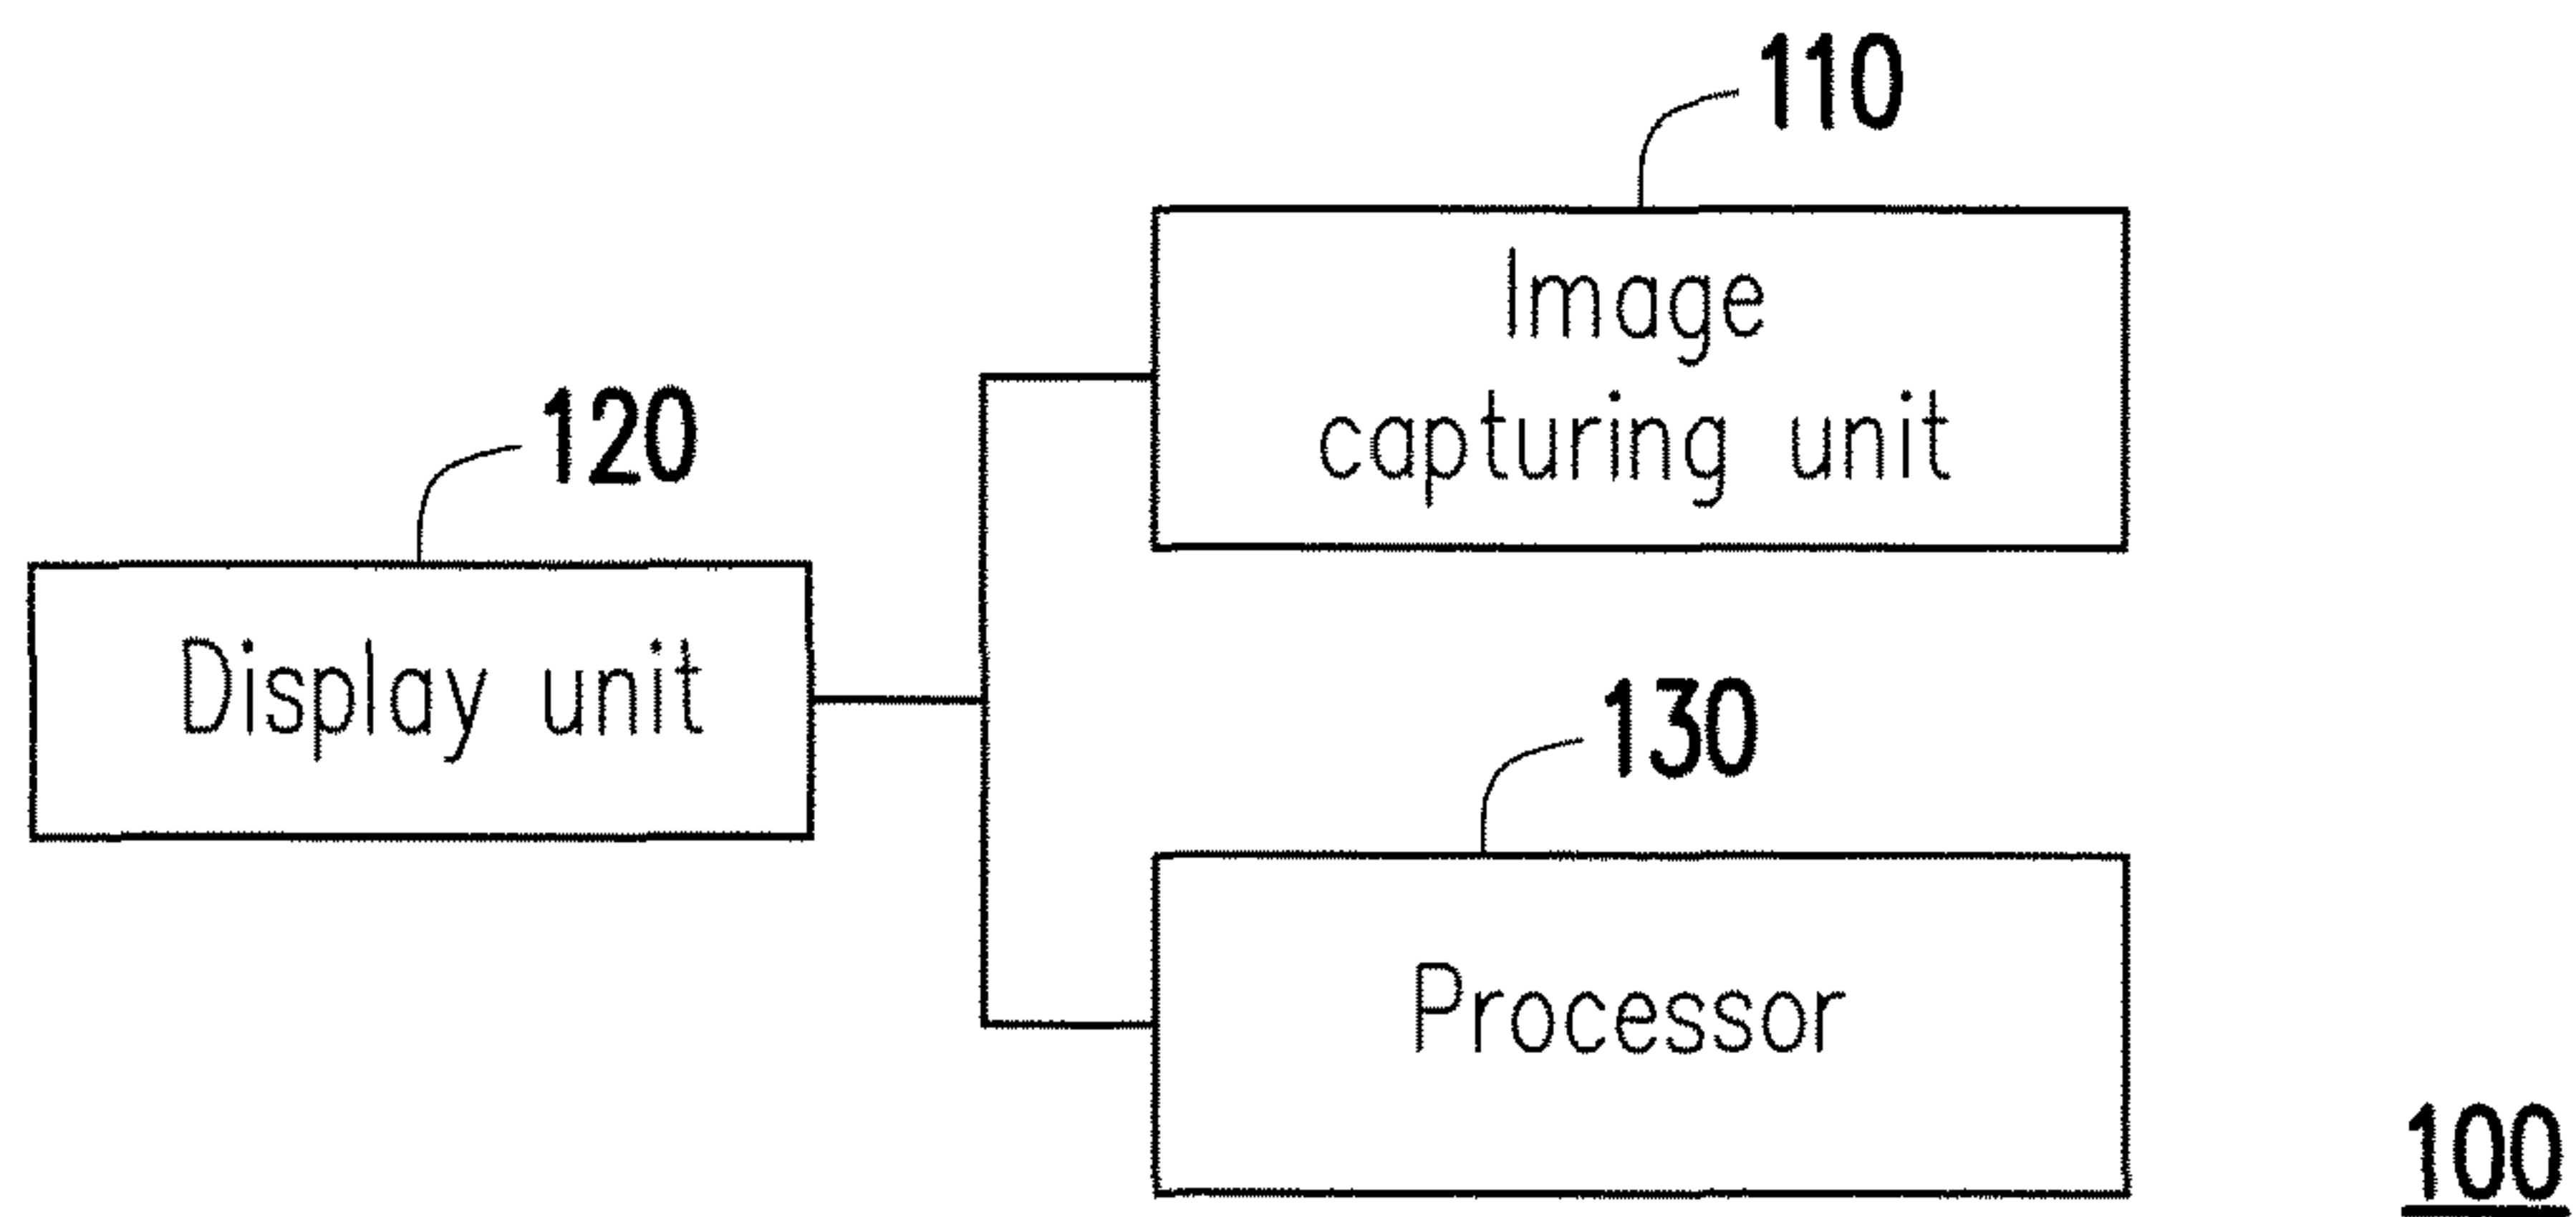 110
Image
capturing unit
120
Display unit
130
Processor
100